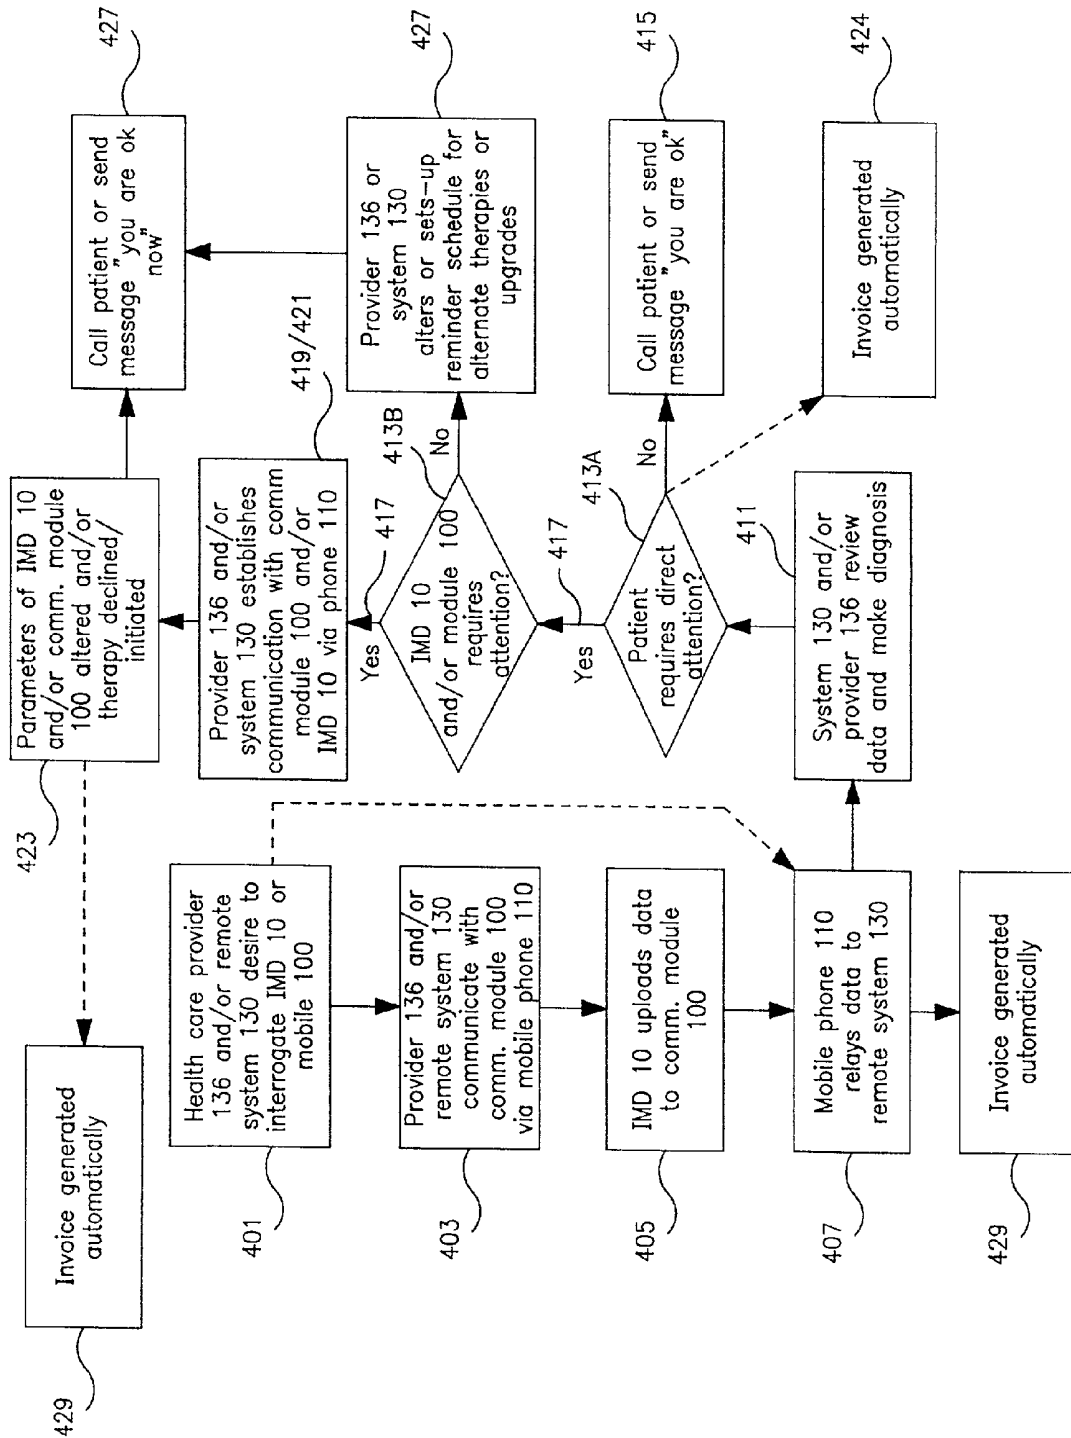 Invoice generated
automatically
429
Parameters of IMD 10
and/or comm. module
100 altered and/or
therapy declined/
initiated
423
Call patient or send
message "you are ok
now"
427
Health care provider
136 and/or remote
system 130 desire to
interrogate IMD 10 or
mobile 100
401
Provider 136 and/or
remote system 130
communicate with
comm. module 100
via mobile phone 110
403
IMD 10 uploads data
to comm. module
100
405
Mobile phone 110
relays data to
remote system 130
407
Invoice generated
automatically
429
System 130 and/or
provider 136 review
data and make diagnosis
411
Patient
requires direct
attention?
413A
No
Yes
417
Call patient or send
message "you are ok"
415
Invoice generated
automatically
424
IMD 10
and/or module 100
requires
attention?
413B
No
Yes
417
Provider 136 or
system 130
alters or sets-up
reminder schedule for
alternate therapies or
upgrades
427
Provider 136 and/or
system 130 establishes
communication with comm
module 100 and/or
IMD 10 via phone 110
419/421